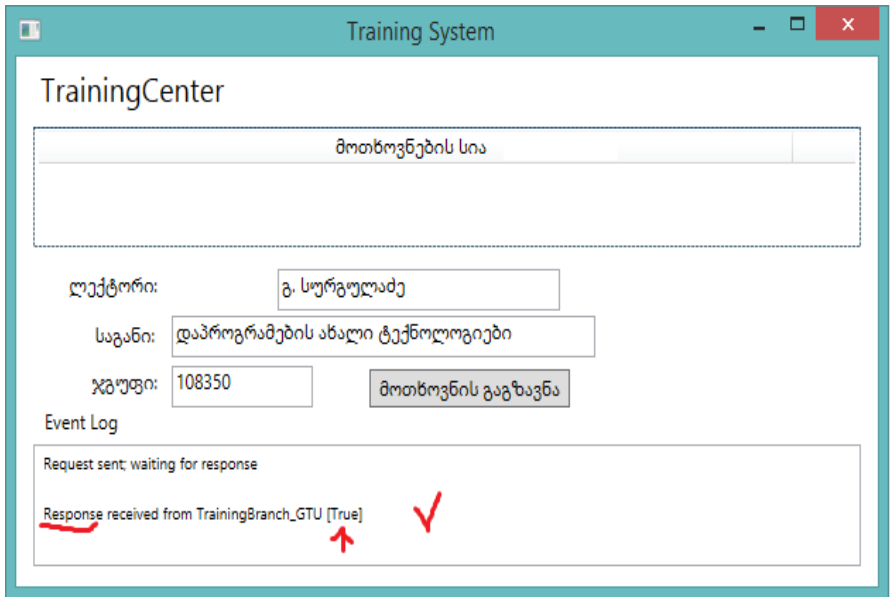 Training System
TrainingCenter
მოთხოვნების სია
ლექტორი: გ. სურგულაძე
საგანი: დაპროგრამების ახალი ტექნოლოგიები
ჯგუფი: 108350 მოთხოვნის გაგზავნა
Event Log
Request sent; waiting for response
Response received from TrainingBranch_GTU [True]